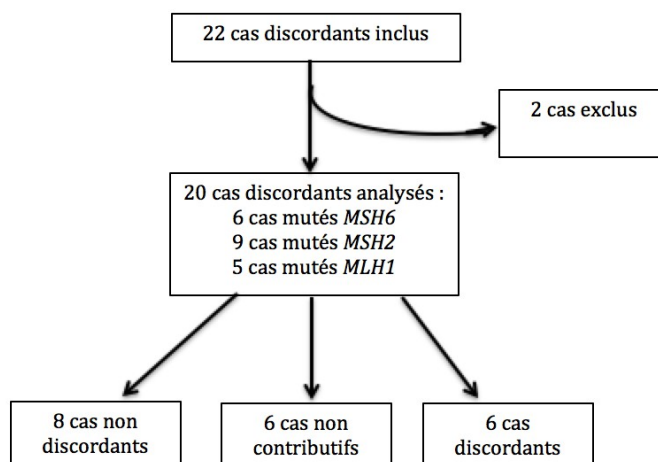 22 cas discordants inclus
2 cas exclus
20 cas discordants analysés :
6 cas mutés MSH6
9 cas mutés MSH2
5 cas mutés MLH1
8 cas non
discordants
6 cas non
contributifs
6 cas
discordants